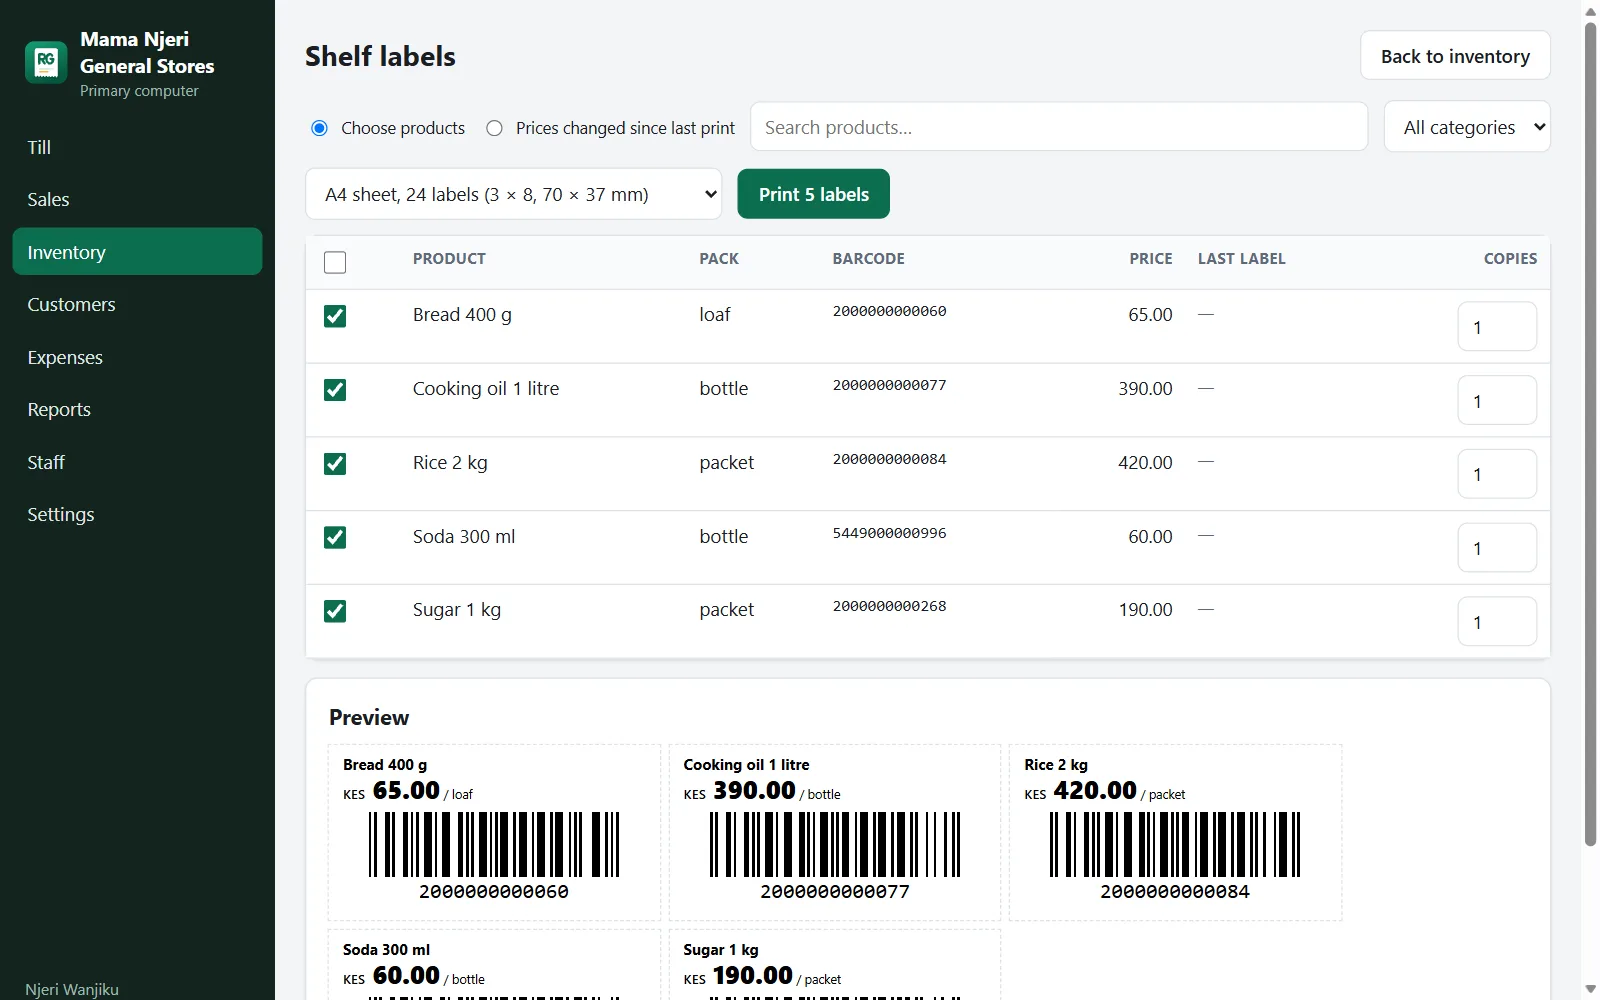 RG
Mama Njeri
General Stores
Primary computer
Till
Sales
Inventory
Customers
Expenses
Reports
Staff
Settings
Njeri Wanjiku
Shelf labels
Back to inventory
Choose products
Prices changed since last print
Search products...
All categories
A4 sheet, 24 labels (3 × 8, 70 × 37 mm)
Print 5 labels
PRODUCT PACK BARCODE PRICE LAST LABEL COPIES
Bread 400 g loaf 2000000000060 65.00 — 1
Cooking oil 1 litre bottle 2000000000077 390.00 — 1
Rice 2 kg packet 2000000000084 420.00 — 1
Soda 300 ml bottle 5449000000996 60.00 — 1
Sugar 1 kg packet 2000000000268 190.00 — 1
Preview
Bread 400 g
KES 65.00 / loaf
2000000000060
Cooking oil 1 litre
KES 390.00 / bottle
2000000000077
Rice 2 kg
KES 420.00 / packet
2000000000084
Soda 300 ml
KES 60.00 / bottle
Sugar 1 kg
KES 190.00 / packet